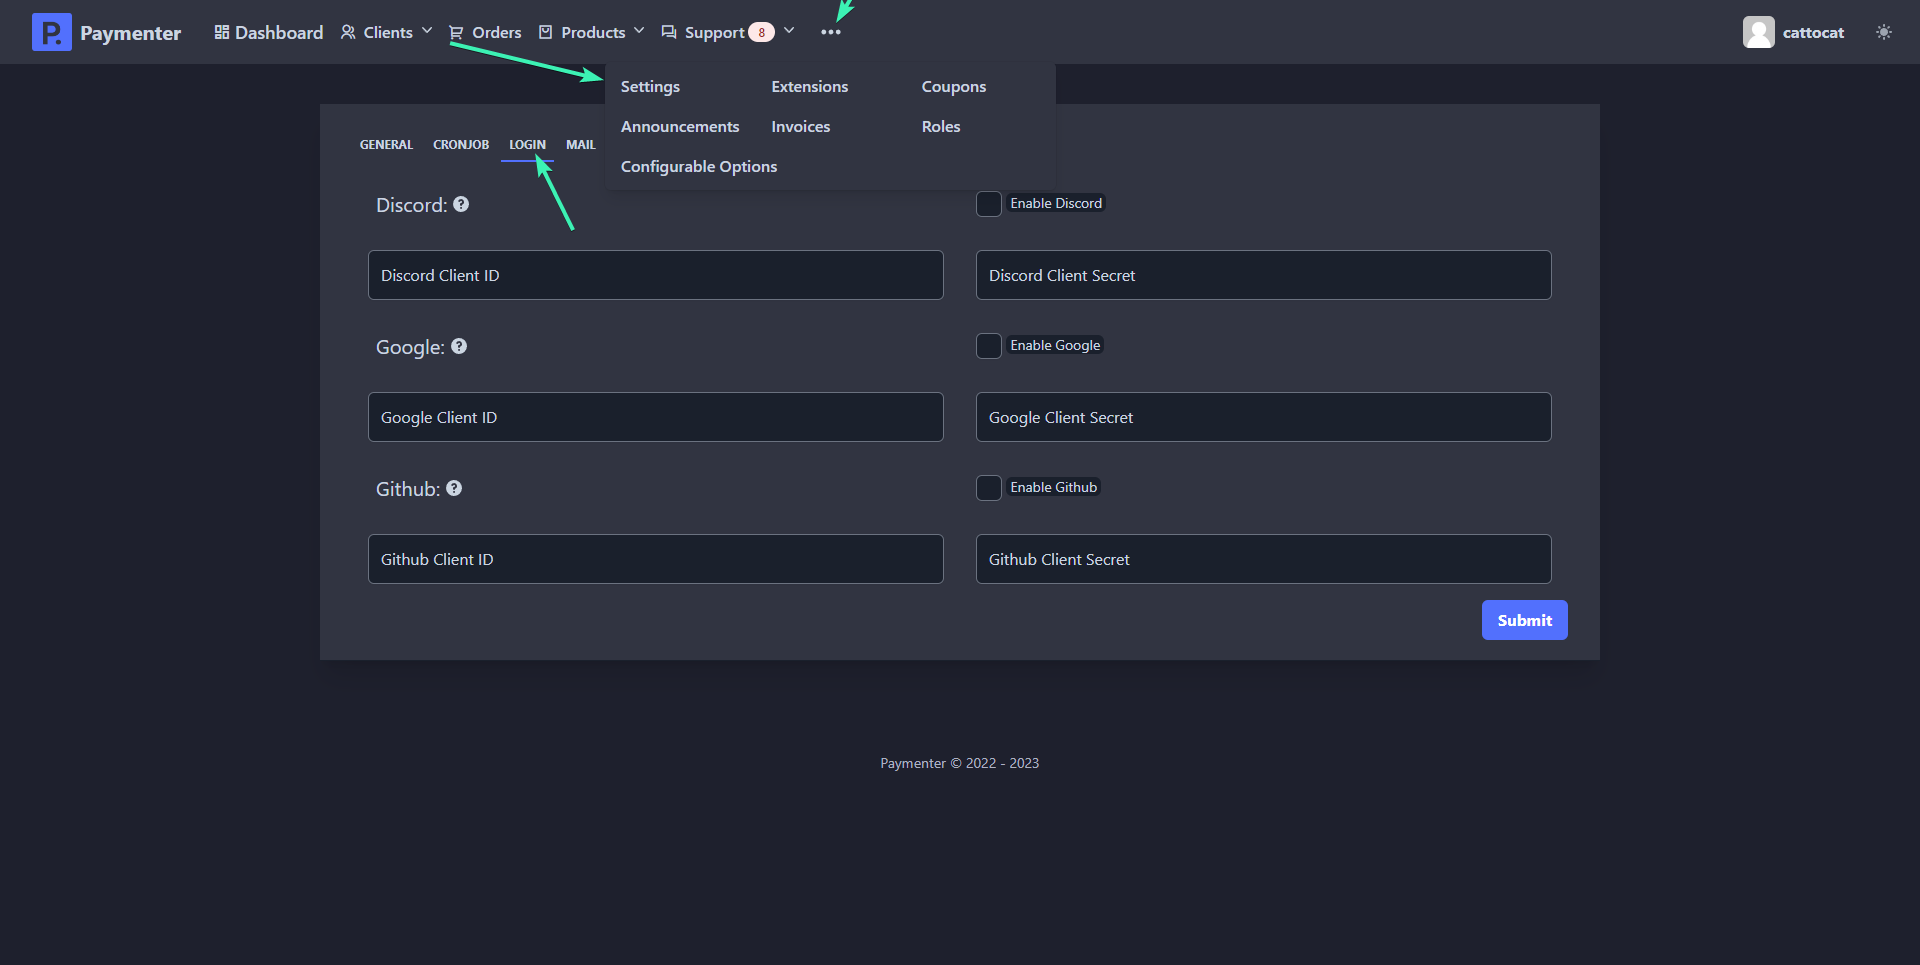 P. Paymenter Dashboard Clients Orders Products Support 8 ••• cattocat
Settings Extensions Coupons
Announcements Invoices Roles
Configurable Options
GENERAL CRONJOB LOGIN MAIL
Discord: ? Enable Discord
Discord Client ID Discord Client Secret
Google: ? Enable Google
Google Client ID Google Client Secret
Github: ? Enable Github
Github Client ID Github Client Secret
Submit
Paymenter © 2022 - 2023